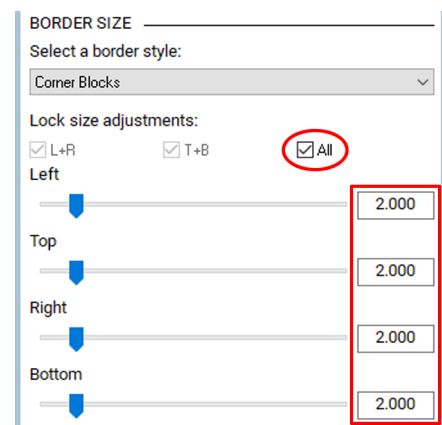 BORDER SIZE
Select a border style:
Corner Blocks
Lock size adjustments:
L+R T+B All
Left
2.000
Top
2.000
Right
2.000
Bottom
2.000